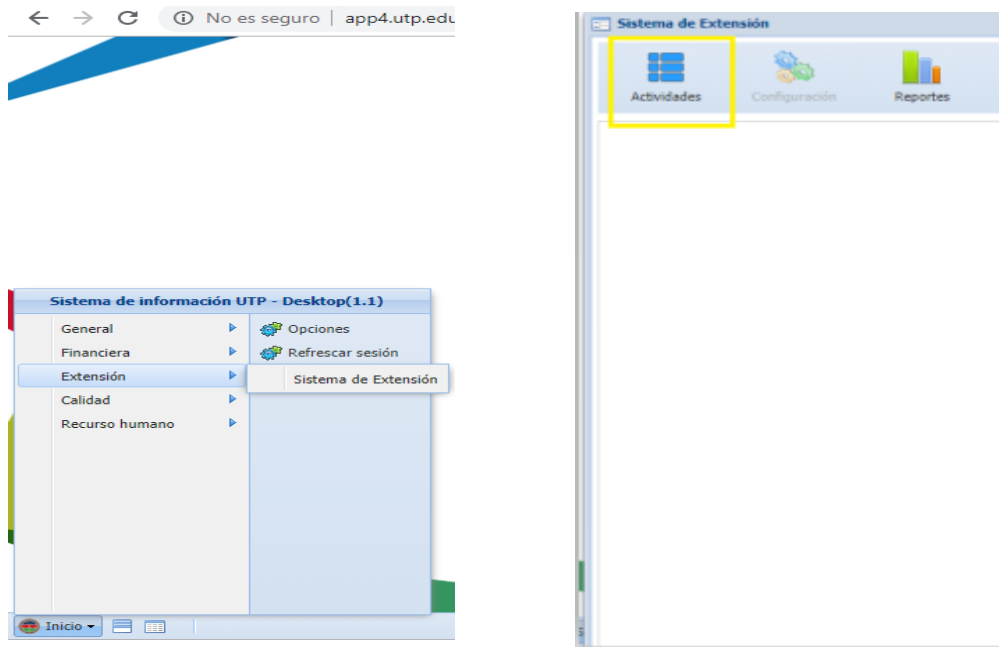 No es seguro | app4.utp.edu
Sistema de información UTP - Desktop(1.1)
General
Financiera
Extensión
Calidad
Recurso humano
Opciones
Refrescar sesión
Sistema de Extensión
Inicio
Sistema de Extensión
Actividades
Configuración
Reportes